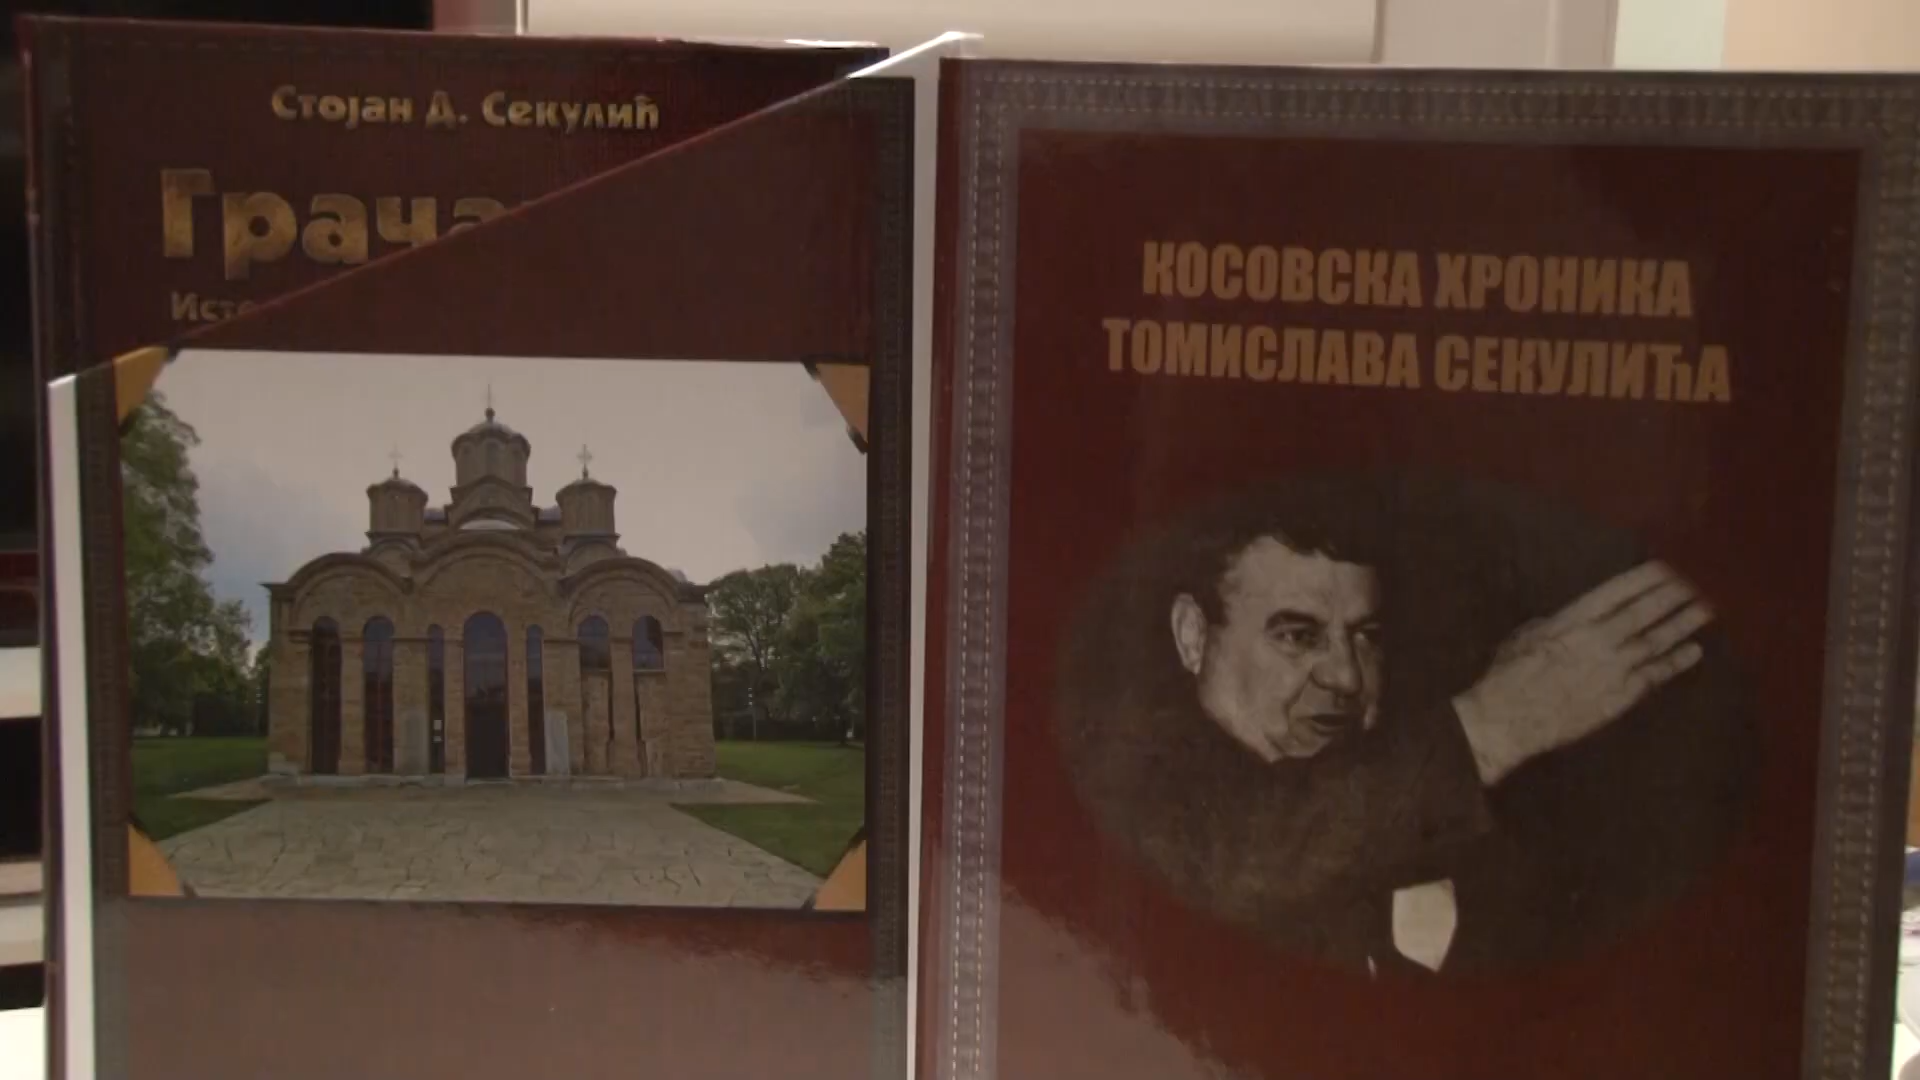 Стојан Д. Секулић
КОСОВСКА ХРОНИКА
ТОМИСЛАВА СЕКУЛИЋА